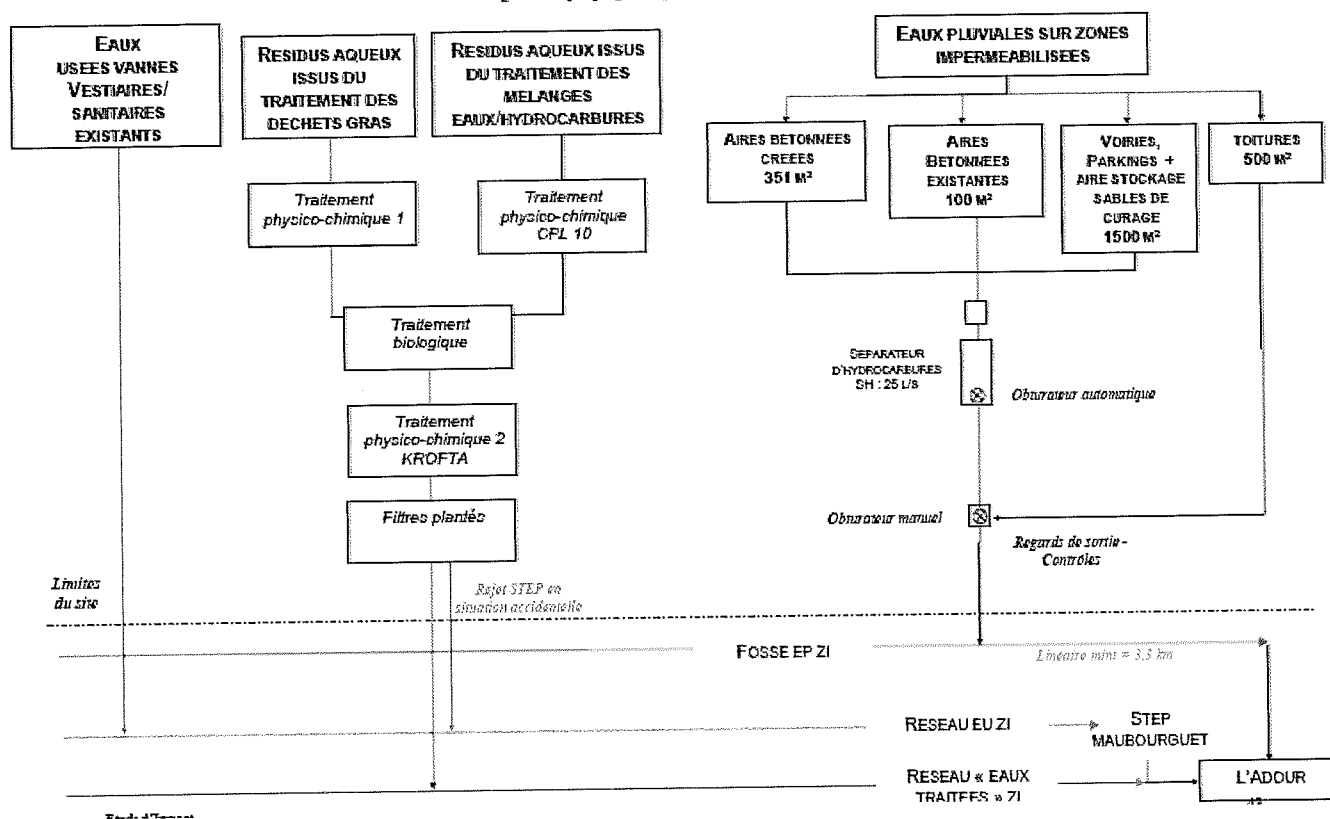 EAUX
USEES VANNES
VESTIAIRES/
SANITAIRES
EXISTANTS
RESIDUS AQUEUX
ISSUS DU
TRAITEMENT DES
DECHETS GRAS
RESIDUS AQUEUX ISSUS
DU TRAITEMENT DES
MELANGES
EAUX/HYDROCARBURES
EAUX PLUVIALES SUR ZONES
IMPERMEABILISEES
AIRES BETONNEES
CREEES
351 M²
AIRES
BETONNEES
EXISTANTES
100 M²
VOIRIES,
PARKINGS +
AIRE STOCKAGE
SABLES DE
CURAGE
1500 M²
TOITURES
500 M²
Traitement
physico-chimique 1
Traitement
physico-chimique
CPL 10
Traitement
biologique
Traitement
physico-chimique 2
KROFTA
Filtres plantés
SEPARATEUR
D'HYDROCARBURES
SH : 25 L/S
Obturateur automatique
Obturateur manuel
Regards de sortie -
Contrôles
Limites
du site
Rejet STEP en
situation accidentelle
FOSSE EP ZI
Linéaire mini = 3,3 km
RESEAU EU ZI
STEP
MAUBOURGUET
RESEAU « EAUX
TRAITEES » ZI
L'ADOUR
Etude d'Impact